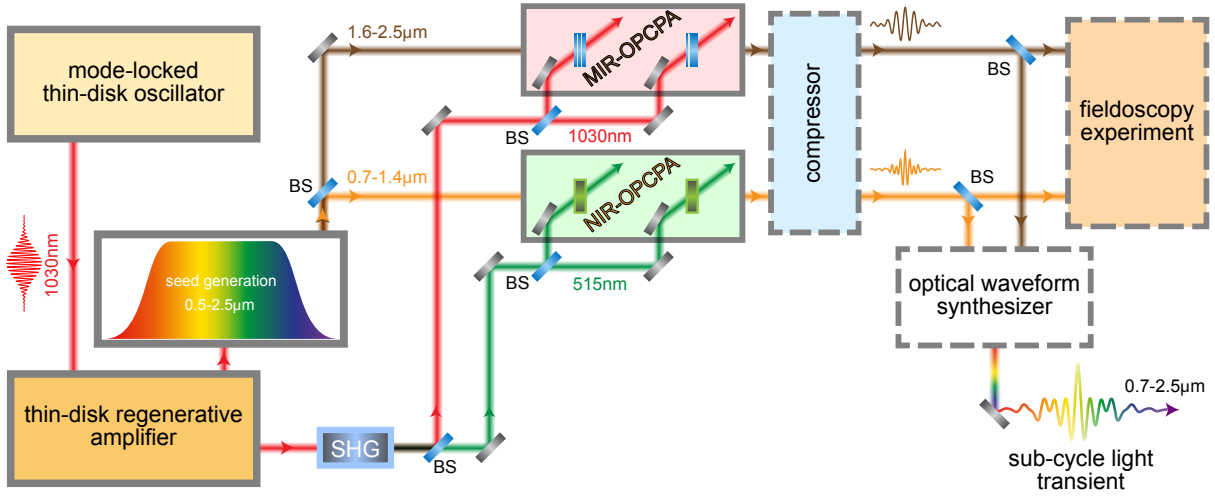 mode-locked
thin-disk oscillator
1030nm
seed generation
0.5-2.5µm
thin-disk regenerative
amplifier
SHG
BS
1.6-2.5µm
BS
0.7-1.4µm
MIR-OPCPA
BS
1030nm
NIR-OPCPA
BS
515nm
compressor
BS
BS
fieldoscopy
experiment
optical waveform
synthesizer
0.7-2.5µm
sub-cycle light
transient